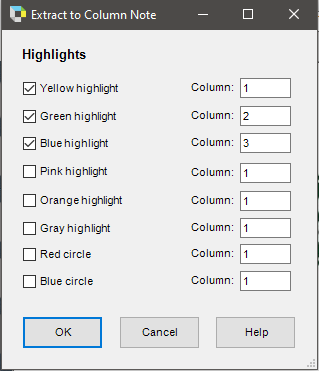 Extract to Column Note
Highlights
Yellow highlight Column: 1
Green highlight Column: 2
Blue highlight Column: 3
Pink highlight Column: 1
Orange highlight Column: 1
Gray highlight Column: 1
Red circle Column: 1
Blue circle Column: 1
OK Cancel Help